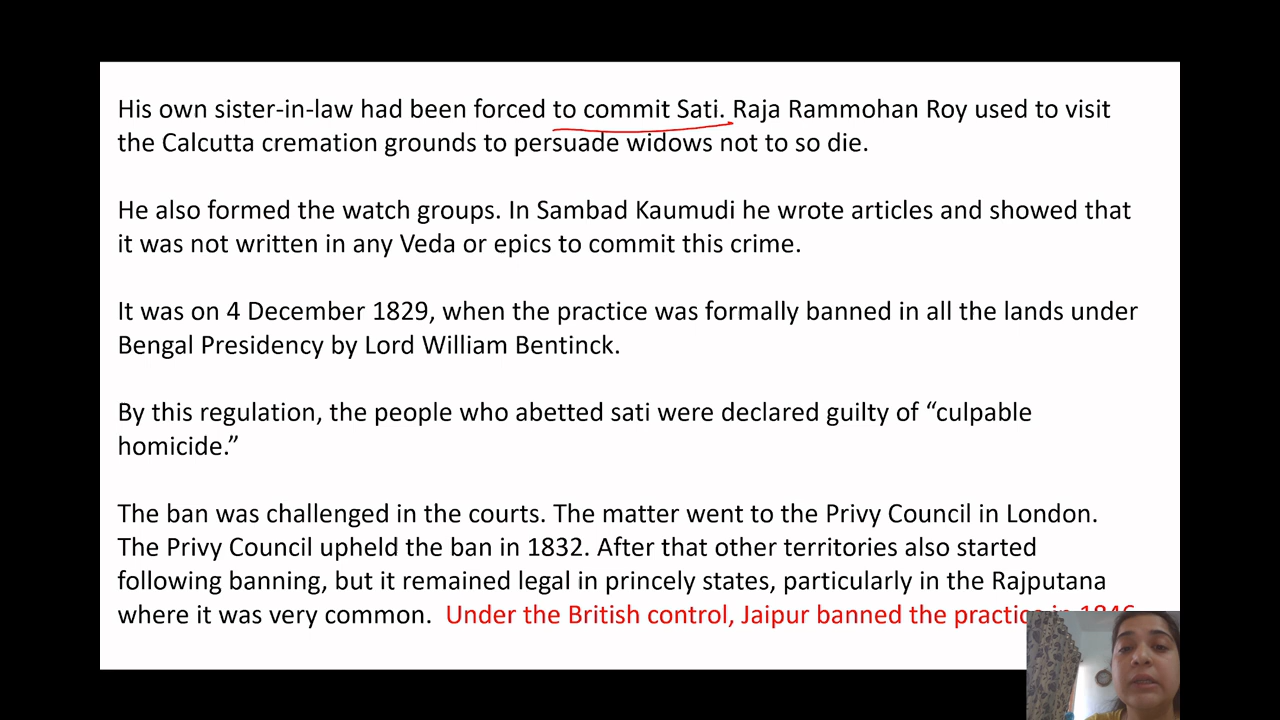 His own sister-in-law had been forced to commit Sati. Raja Rammohan Roy used to visit
the Calcutta cremation grounds to persuade widows not to so die.
He also formed the watch groups. In Sambad Kaumudi he wrote articles and showed that
it was not written in any Veda or epics to commit this crime.
It was on 4 December 1829, when the practice was formally banned in all the lands under
Bengal Presidency by Lord William Bentinck.
By this regulation, the people who abetted sati were declared guilty of “culpable
homicide.”
The ban was challenged in the courts. The matter went to the Privy Council in London.
The Privy Council upheld the ban in 1832. After that other territories also started
following banning, but it remained legal in princely states, particularly in the Rajputana
where it was very common. Under the British control, Jaipur banned the practice in 1846